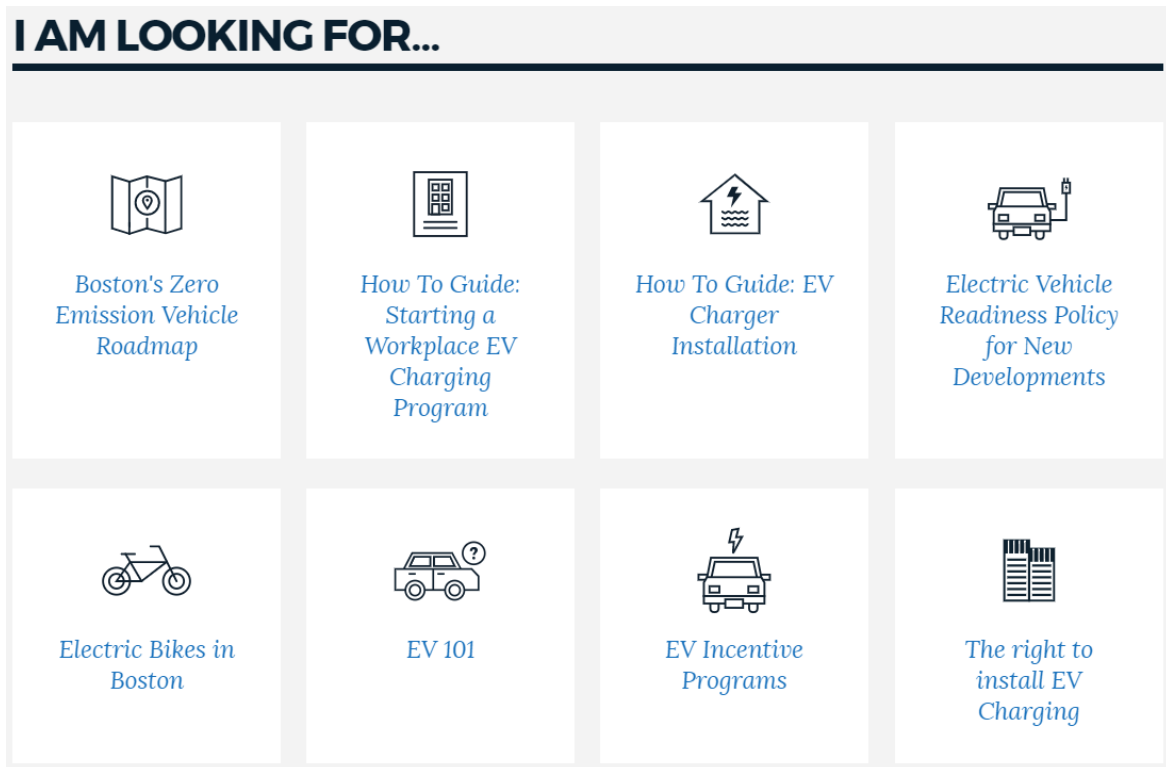 I AM LOOKING FOR...
Boston's Zero
Emission Vehicle
Roadmap
How To Guide:
Starting a
Workplace EV
Charging
Program
How To Guide: EV
Charger
Installation
Electric Vehicle
Readiness Policy
for New
Developments
Electric Bikes in
Boston
EV 101
?
EV Incentive
Programs
The right to
install EV
Charging